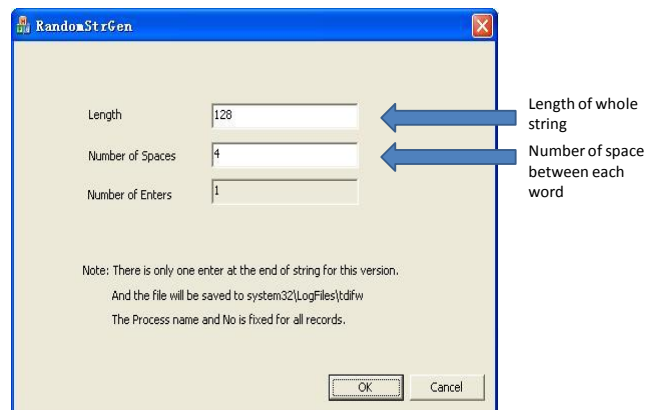 RandomStrGen
Length
128
Length of whole
string
Number of Spaces
4
Number of space
between each
word
Number of Enters
1
Note: There is only one enter at the end of string for this version.
And the file will be saved to system32\LogFiles\tdifw
The Process name and No is fixed for all records.
OK
Cancel